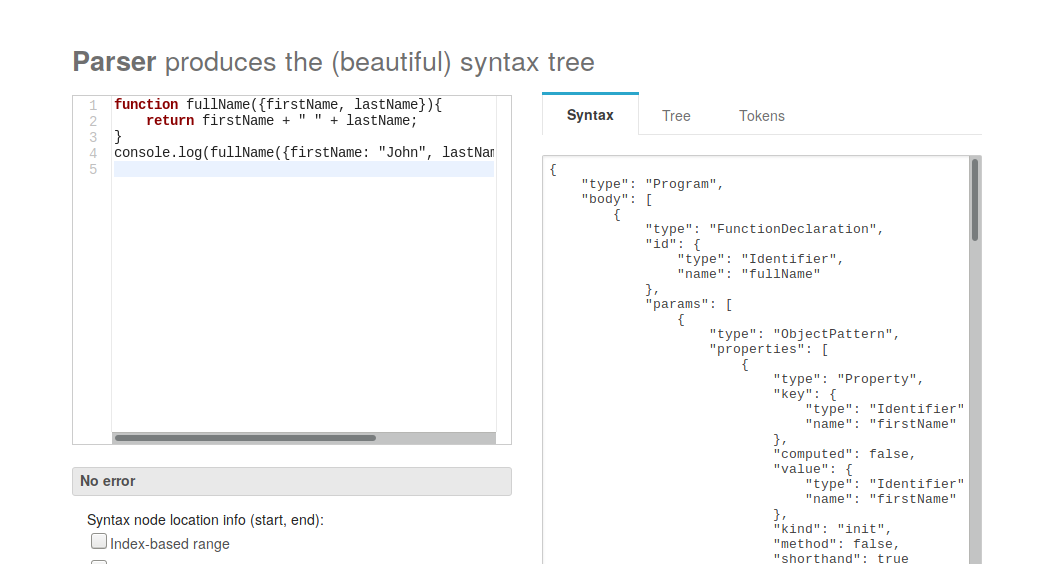 Parser produces the (beautiful) syntax tree
1 function fullName({firstName, lastName}){
2     return firstName + " " + lastName;
3 }
4 console.log(fullName({firstName: "John",
5
No error
Syntax node location info (start, end):
Index-based range
Syntax Tree Tokens
{
    "type": "Program",
    "body": [
        {
            "type": "FunctionDeclaration",
            "id": {
                "type": "Identifier",
                "name": "fullName"
            },
            "params": [
                {
                    "type": "ObjectPattern",
                    "properties": [
                        {
                            "type": "Property",
                            "key": {
                                "type": "Identifier"
                                "name": "firstName"
                            },
                            "computed": false,
                            "value": {
                                "type": "Identifier"
                                "name": "firstName"
                            },
                            "kind": "init",
                            "method": false,
                            "shorthand": true